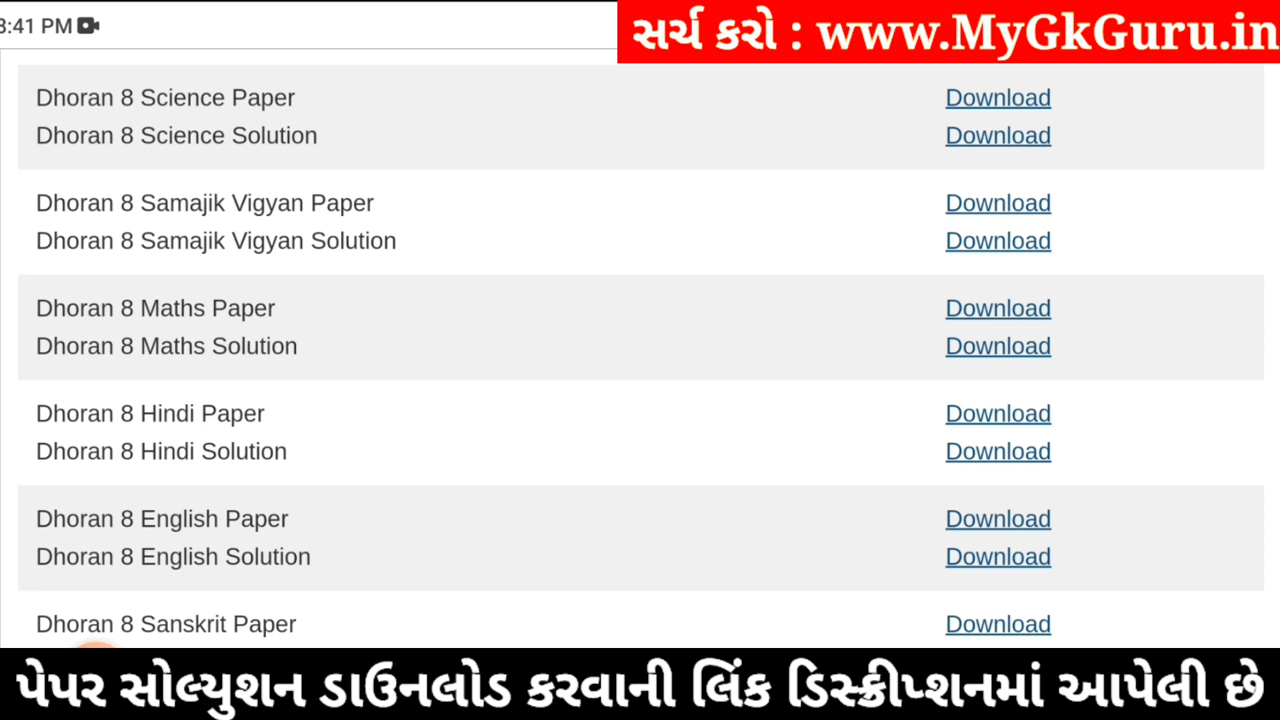 8:41 PM
સર્ચ કરો : www.MyGkGuru.in
Dhoran 8 Science Paper Download
Dhoran 8 Science Solution Download
Dhoran 8 Samajik Vigyan Paper Download
Dhoran 8 Samajik Vigyan Solution Download
Dhoran 8 Maths Paper Download
Dhoran 8 Maths Solution Download
Dhoran 8 Hindi Paper Download
Dhoran 8 Hindi Solution Download
Dhoran 8 English Paper Download
Dhoran 8 English Solution Download
Dhoran 8 Sanskrit Paper Download
પેપર સોલ્યુશન ડાઉનલોડ કરવાની લિંક ડિસ્ક્રીપ્શનમાં આપેલી છે